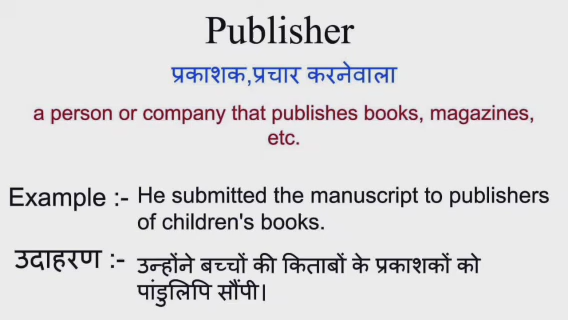 Publisher
प्रकाशक,प्रचार करनेवाला
a person or company that publishes books, magazines,
etc.
Example :- He submitted the manuscript to publishers
of children's books.
उदाहरण :- उन्होंने बच्चों की किताबों के प्रकाशकों को
पांडुलिपि सौंपी।